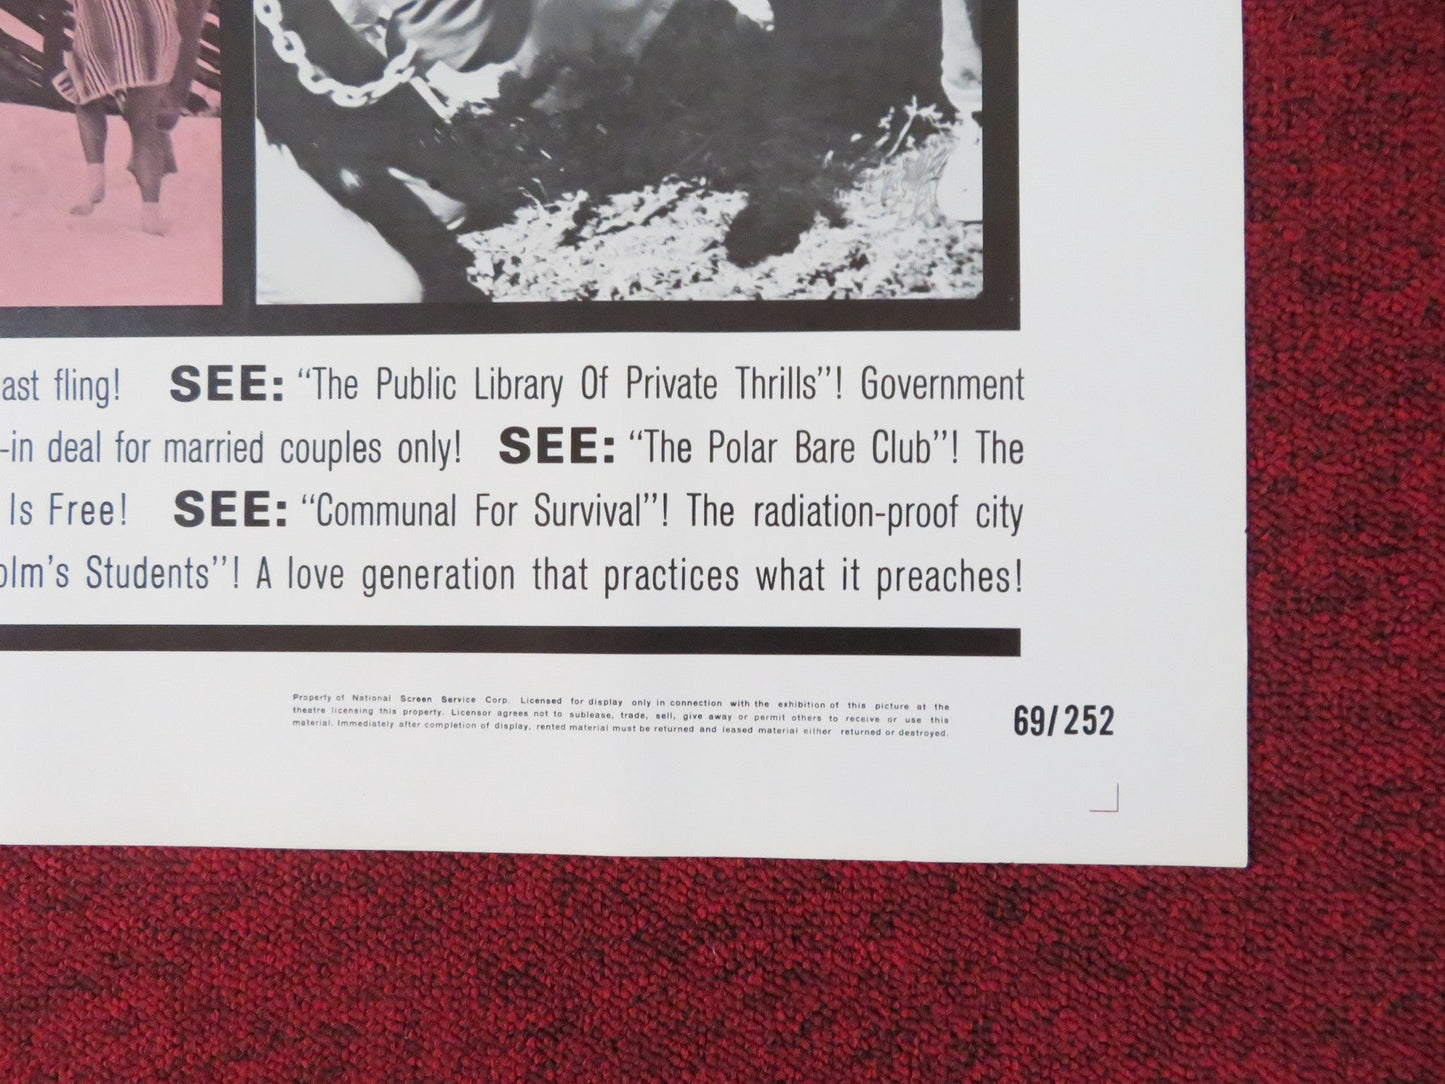 ast fling! SEE: “The Public Library Of Private Thrills”! Government
-in deal for married couples only! SEE: “The Polar Bare Club”! The
Is Free! SEE: “Communal For Survival”! The radiation-proof city
olm’s Students”! A love generation that practices what it preaches!
Property of National Screen Service Corp. Licensed for display only in connection with the exhibition of this picture at the
theatre licensing this property. Licensor agrees not to sublease, trade, sell, give away or permit others to receive or use this
material. Immediately after completion of display, rented material must be returned and leased material either returned or destroyed.
69/252